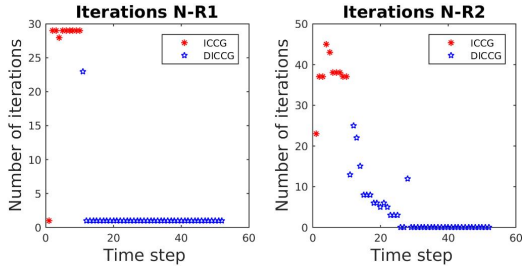 Iterations N-R1
Number of iterations
30
25
20
15
10
5
0
0 20 40 60
Time step
ICCG
DICCG
Iterations N-R2
Number of iterations
50
40
30
20
10
0
0 20 40 60
Time step
ICCG
DICCG